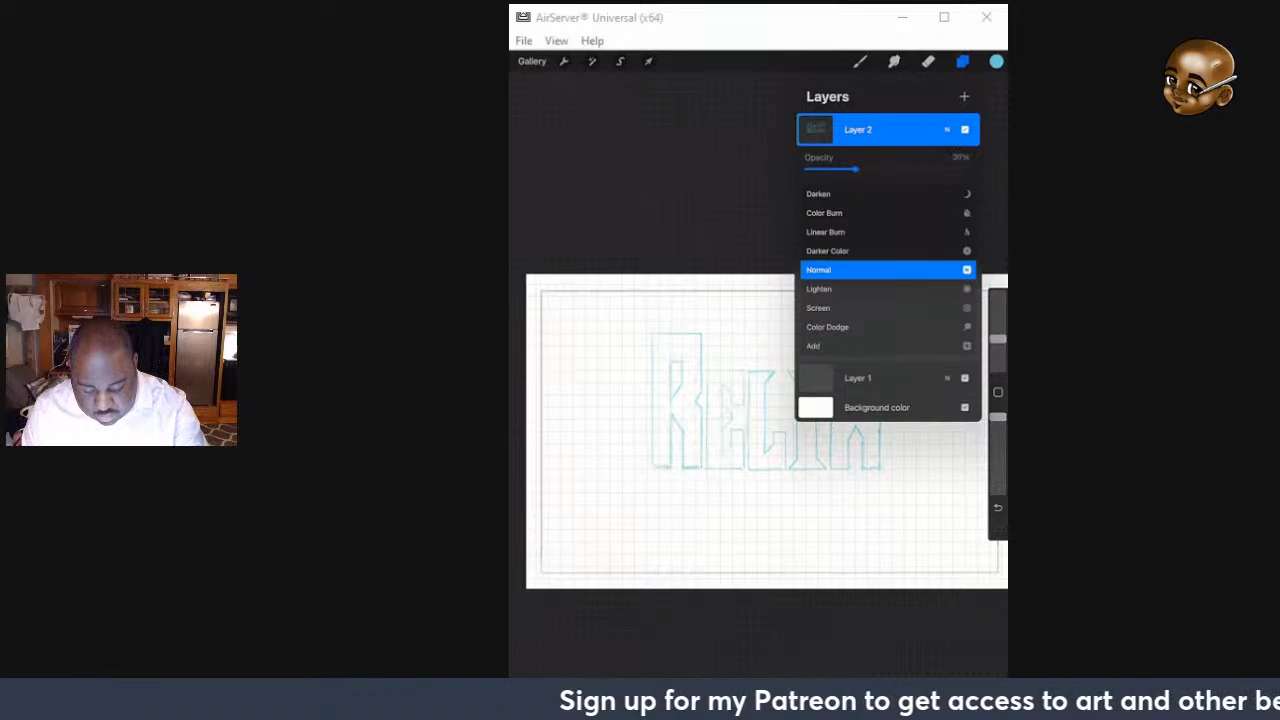 AirServer® Universal (x64)
File View Help
Gallery
Layers
Layer 2 N
Opacity
Darken
Color Burn
Linear Burn
Darker Color
Normal N
Lighten
Screen
Color Dodge
Add
Layer 1 N
Background color
Sign up for my Patreon to get access to art and other be